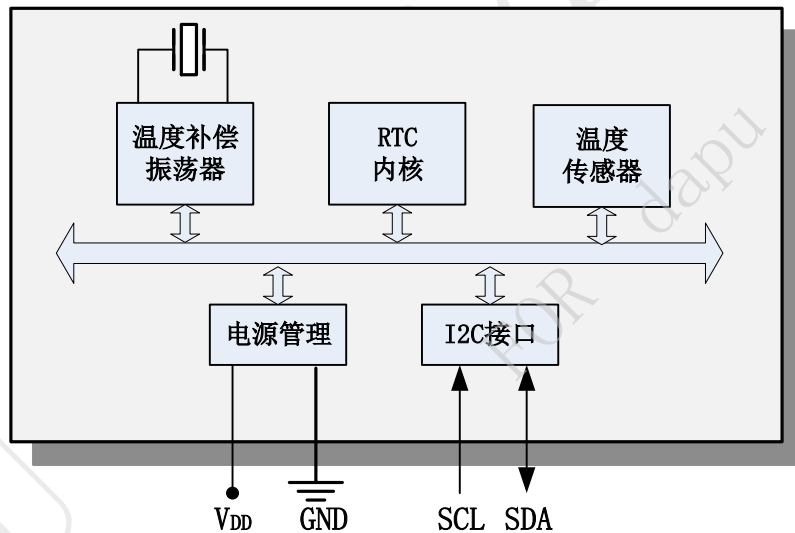 温度补偿
振荡器
RTC
内核
温度
传感器
电源管理
I2C接口
VDD
GND
SCL
SDA
FOR dapu